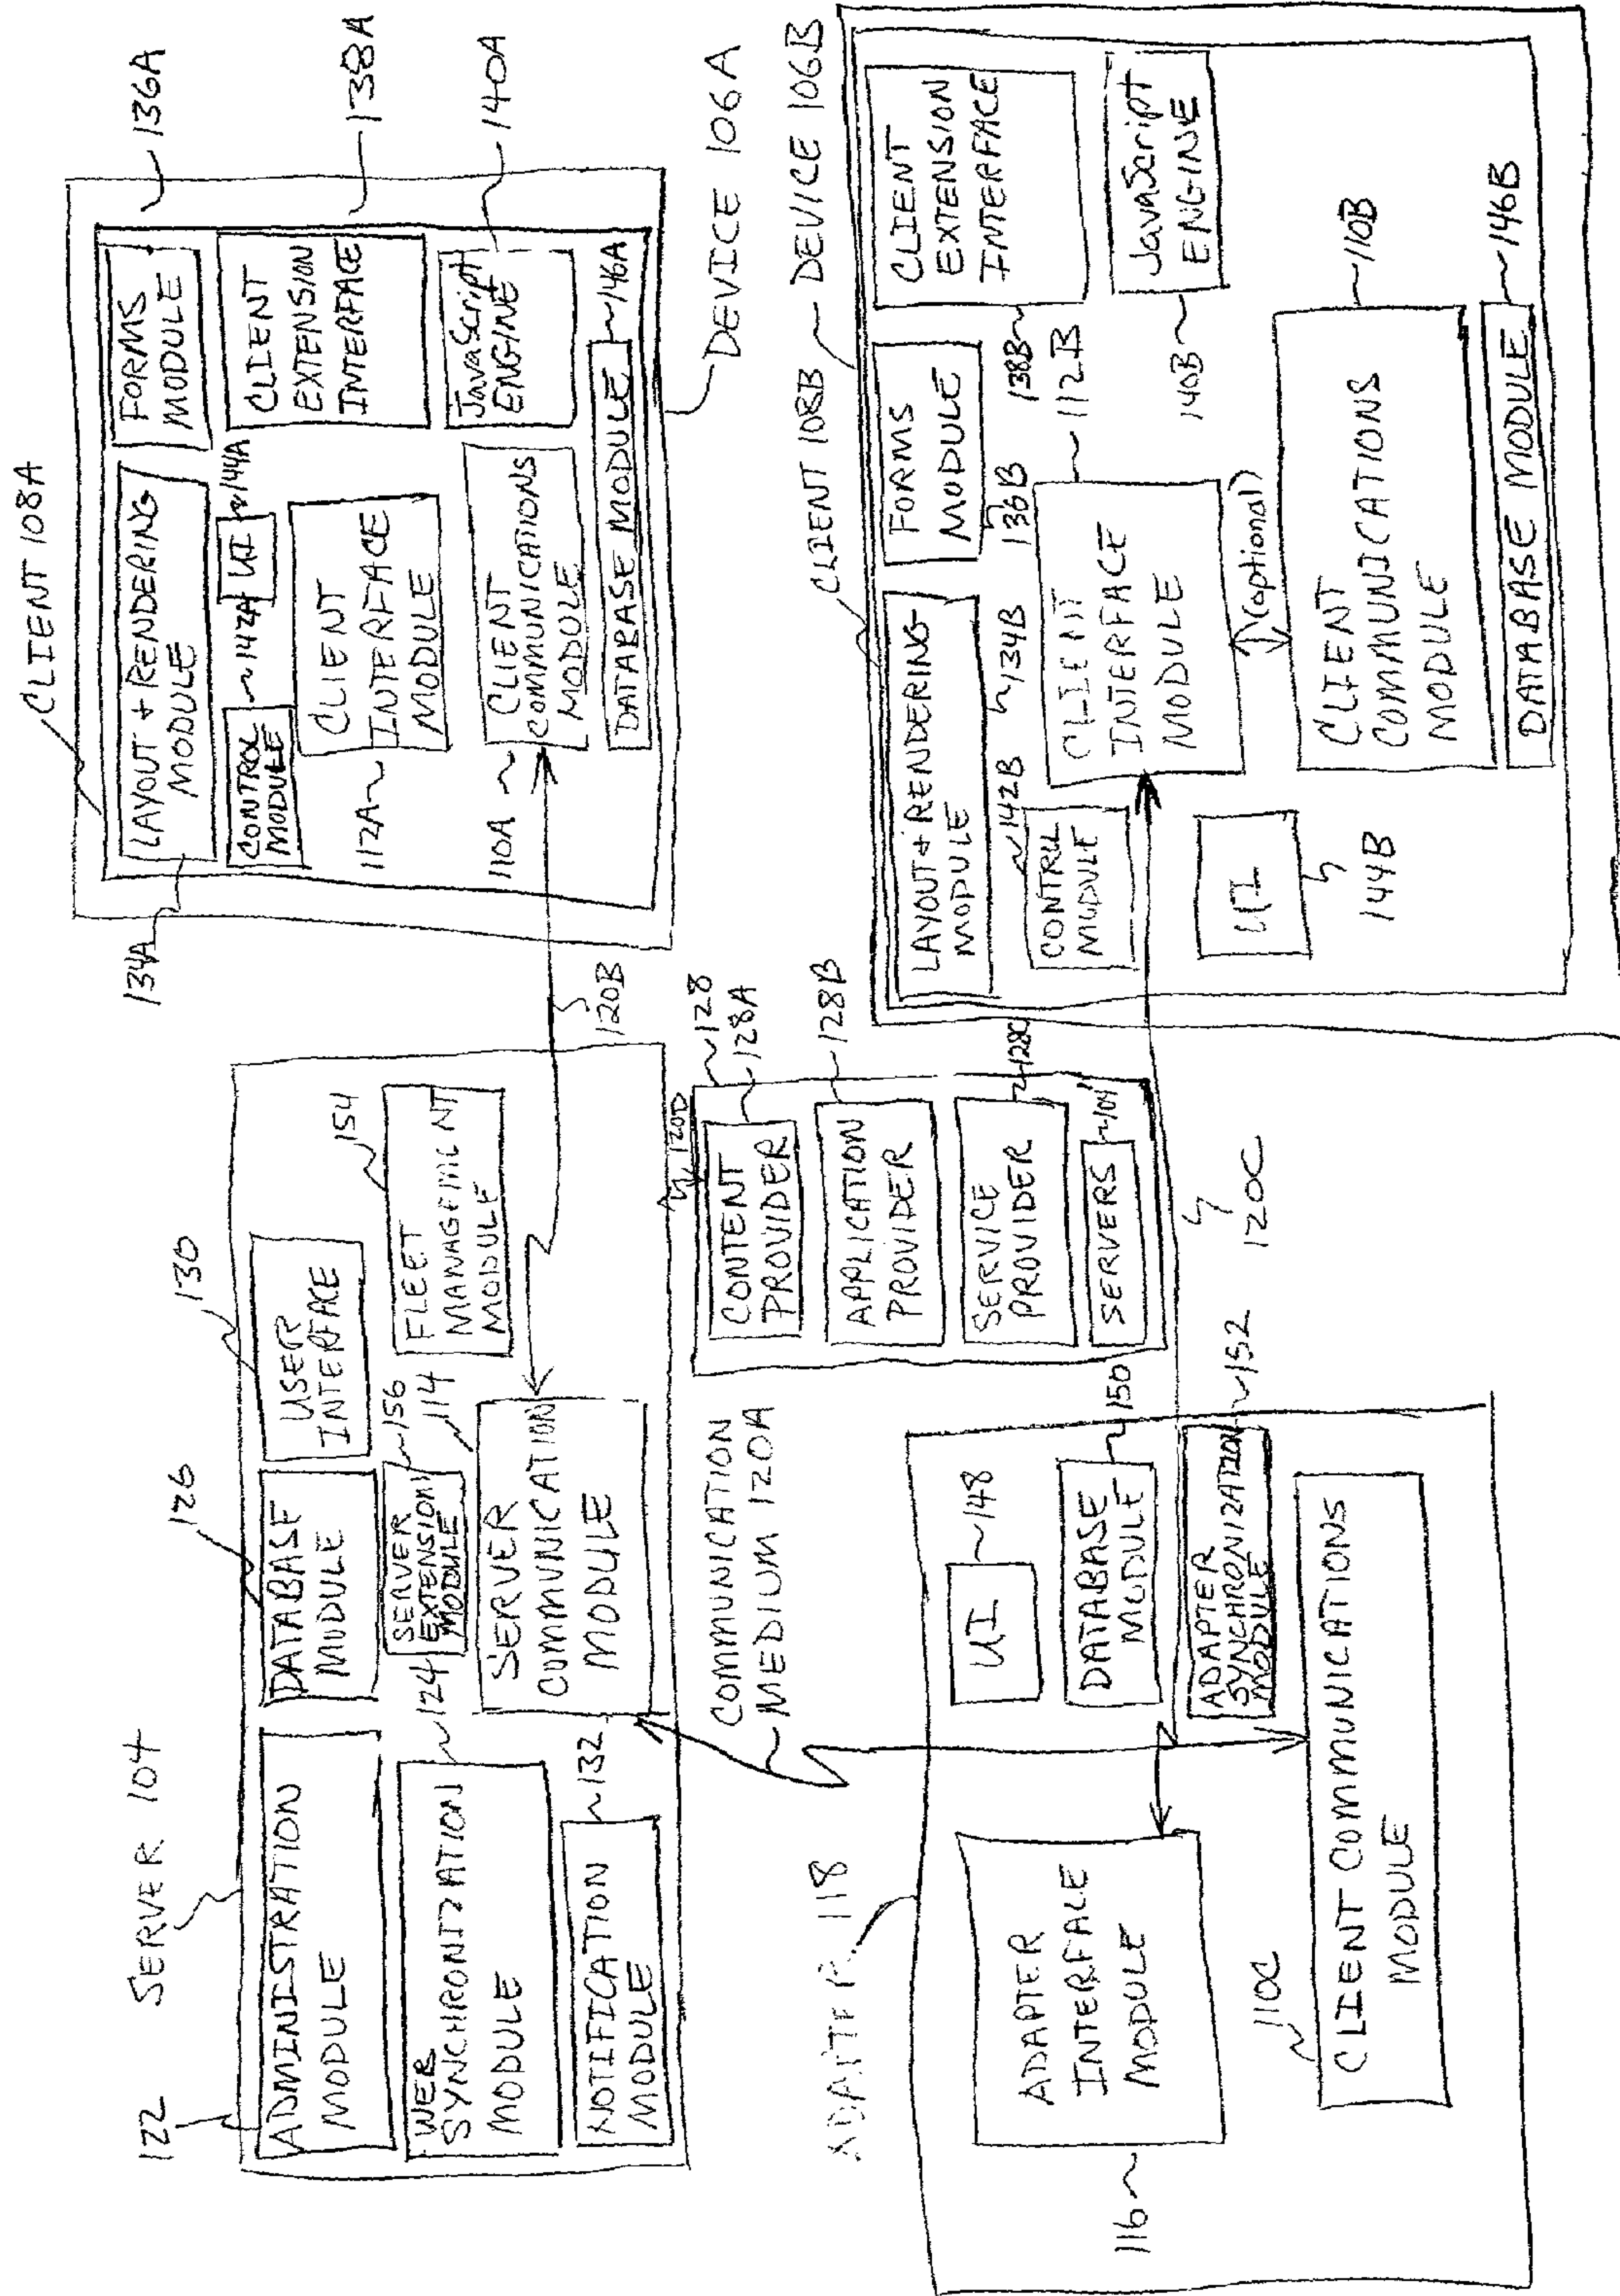 SERVER 104
122
ADMINISTRATION
MODULE
126
DATABASE
MODULE
130
USER
INTERFACE
154
FLEET
MODULE
WEB
SYNCHRONIZATION
MODULE
124
SERVER
EXTENSION
MODULE
156
114
SERVER
COMMUNICATION
MODULE
NOTIFICATION
MODULE
132
CLIENT 108A
134A
LAYOUT + RENDERING
MODULE
FORMS
MODULE
136A
CONTROL
MODULE
142A
UI
144A
CLIENT
EXTENSION
INTERFACE
138A
112A
CLIENT
INTERFACE
MODULE
JavaScript
ENGINE
140A
110A
CLIENT
COMMUNICATIONS
MODULE
DATABASE MODULE
146A
DEVICE 106A
120B
COMMUNICATION
MEDIUM 120A
120D
128
CONTENT
PROVIDER
128A
APPLICATION
PROVIDER
128B
SERVICE
PROVIDER
128C
SERVERS
104'
120C
118
116
ADAPTER
INTERFACE
MODULE
UI
148
DATABASE
MODULE
150
ADAPTER
SYNCHRONIZATION
MODULE
152
110C
CLIENT COMMUNICATIONS
MODULE
CLIENT 108B
DEVICE 106B
LAYOUT + RENDERING
MODULE
134B
FORMS
MODULE
136B
CLIENT
EXTENSION
INTERFACE
138B
142B
CONTROL
MODULE
CLIENT
INTERFACE
MODULE
112B
JavaScript
ENGINE
140B
UI
144B
(optional)
CLIENT
COMMUNICATIONS
MODULE
110B
DATABASE MODULE
146B